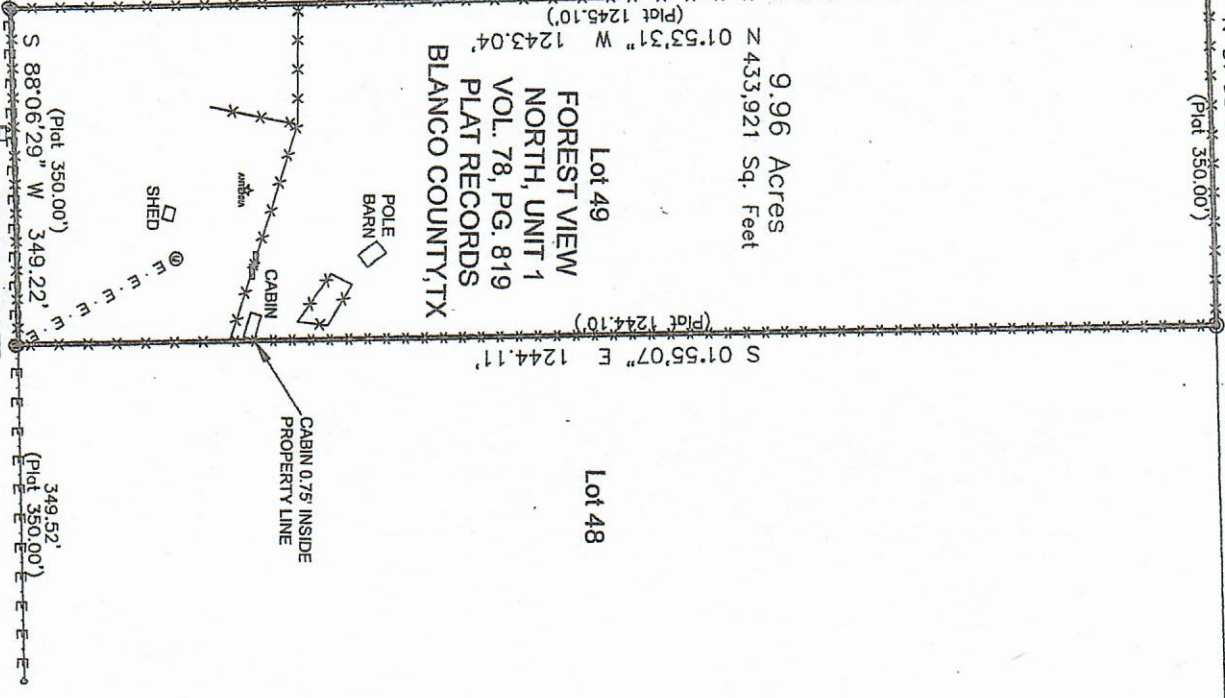 (Plat 350.00')
9.96 Acres
433,921 Sq. Feet
N 01°53'31" W 1243.04'
(Plat 1245.10')
Lot 49
FOREST VIEW
NORTH, UNIT 1
VOL. 78, PG. 819
PLAT RECORDS
BLANCO COUNTY,TX
S 01°55'07" E 1244.11'
(Plat 1244.10')
Lot 48
POLE
BARN
CABIN
ANTENNA
SHED
CABIN 0.75' INSIDE
PROPERTY LINE
(Plat 350.00')
S 88°06'29" W 349.22'
349.52'
(Plat 350.00')
E E E E E
E E E E E E E E E